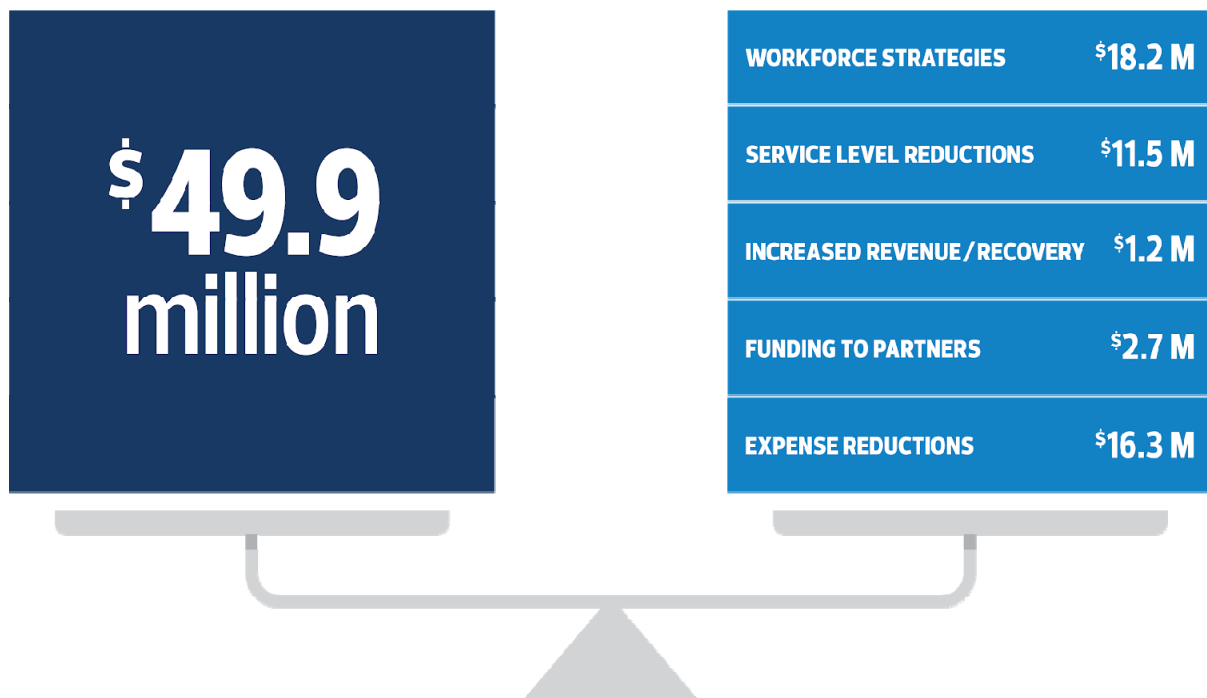 $49.9
million
WORKFORCE STRATEGIES $18.2 M
SERVICE LEVEL REDUCTIONS $11.5 M
INCREASED REVENUE/RECOVERY $1.2 M
FUNDING TO PARTNERS $2.7 M
EXPENSE REDUCTIONS $16.3 M